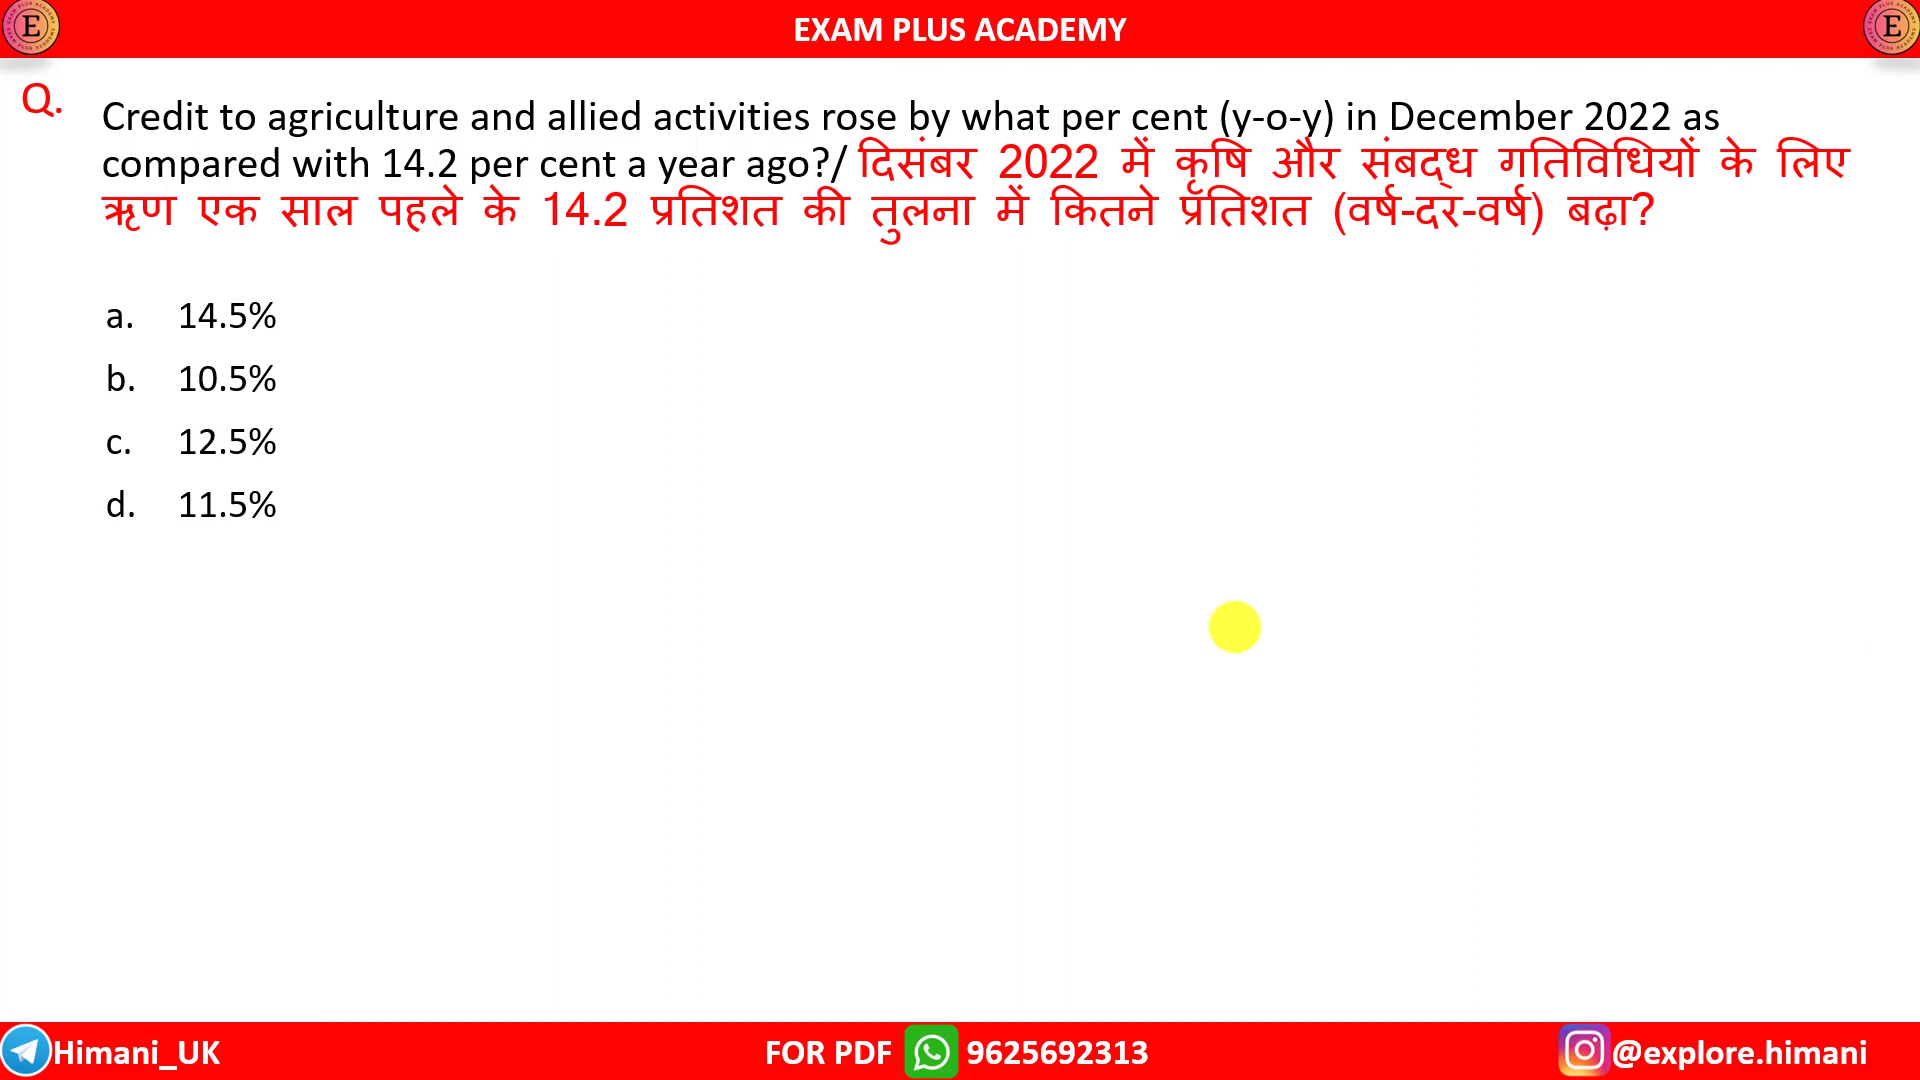 E
EXAM PLUS ACADEMY
E
Q.
Credit to agriculture and allied activities rose by what per cent (y-o-y) in December 2022 as
compared with 14.2 per cent a year ago?/ दिसंबर 2022 में कृषि और संबद्ध गतिविधियों के लिए
ऋण एक साल पहले के 14.2 प्रतिशत की तुलना में कितने प्रतिशत (वर्ष-दर-वर्ष) बढ़ा?
a. 14.5%
b. 10.5%
c. 12.5%
d. 11.5%
Himani_UK
FOR PDF 9625692313
@explore.himani